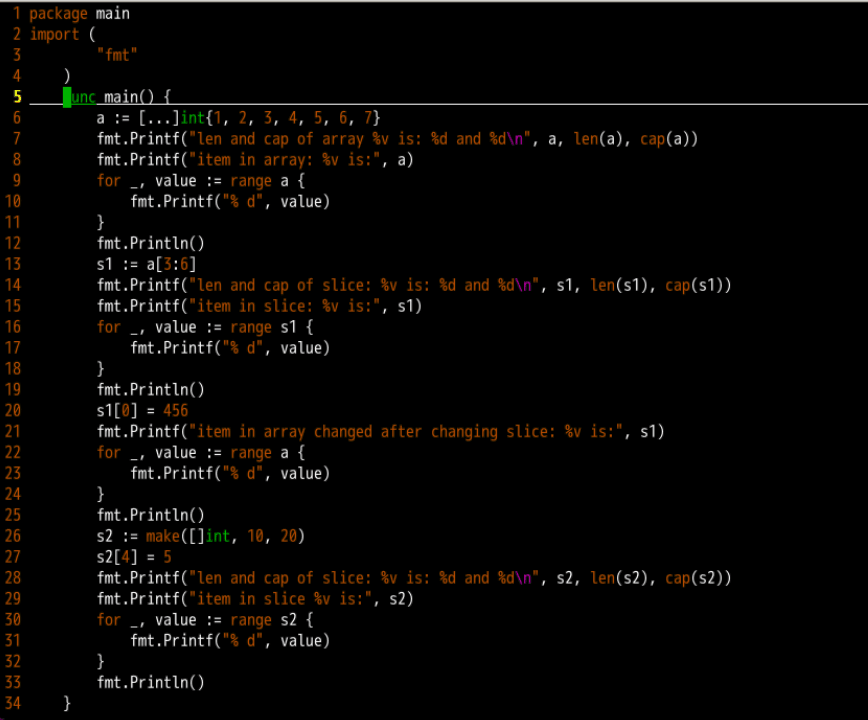 1 package main
2 import (
3         "fmt"
4     )
5     func main() {
6         a := [...]int{1, 2, 3, 4, 5, 6, 7}
7         fmt.Printf("len and cap of array %v is: %d and %d\n", a, len(a), cap(a))
8         fmt.Printf("item in array: %v is:", a)
9         for _, value := range a {
10             fmt.Printf("% d", value)
11         }
12         fmt.Println()
13         s1 := a[3:6]
14         fmt.Printf("len and cap of slice: %v is: %d and %d\n", s1, len(s1), cap(s1))
15         fmt.Printf("item in slice: %v is:", s1)
16         for _, value := range s1 {
17             fmt.Printf("% d", value)
18         }
19         fmt.Println()
20         s1[0] = 456
21         fmt.Printf("item in array changed after changing slice: %v is:", s1)
22         for _, value := range a {
23             fmt.Printf("% d", value)
24         }
25         fmt.Println()
26         s2 := make([]int, 10, 20)
27         s2[4] = 5
28         fmt.Printf("len and cap of slice: %v is: %d and %d\n", s2, len(s2), cap(s2))
29         fmt.Printf("item in slice %v is:", s2)
30         for _, value := range s2 {
31             fmt.Printf("% d", value)
32         }
33         fmt.Println()
34     }